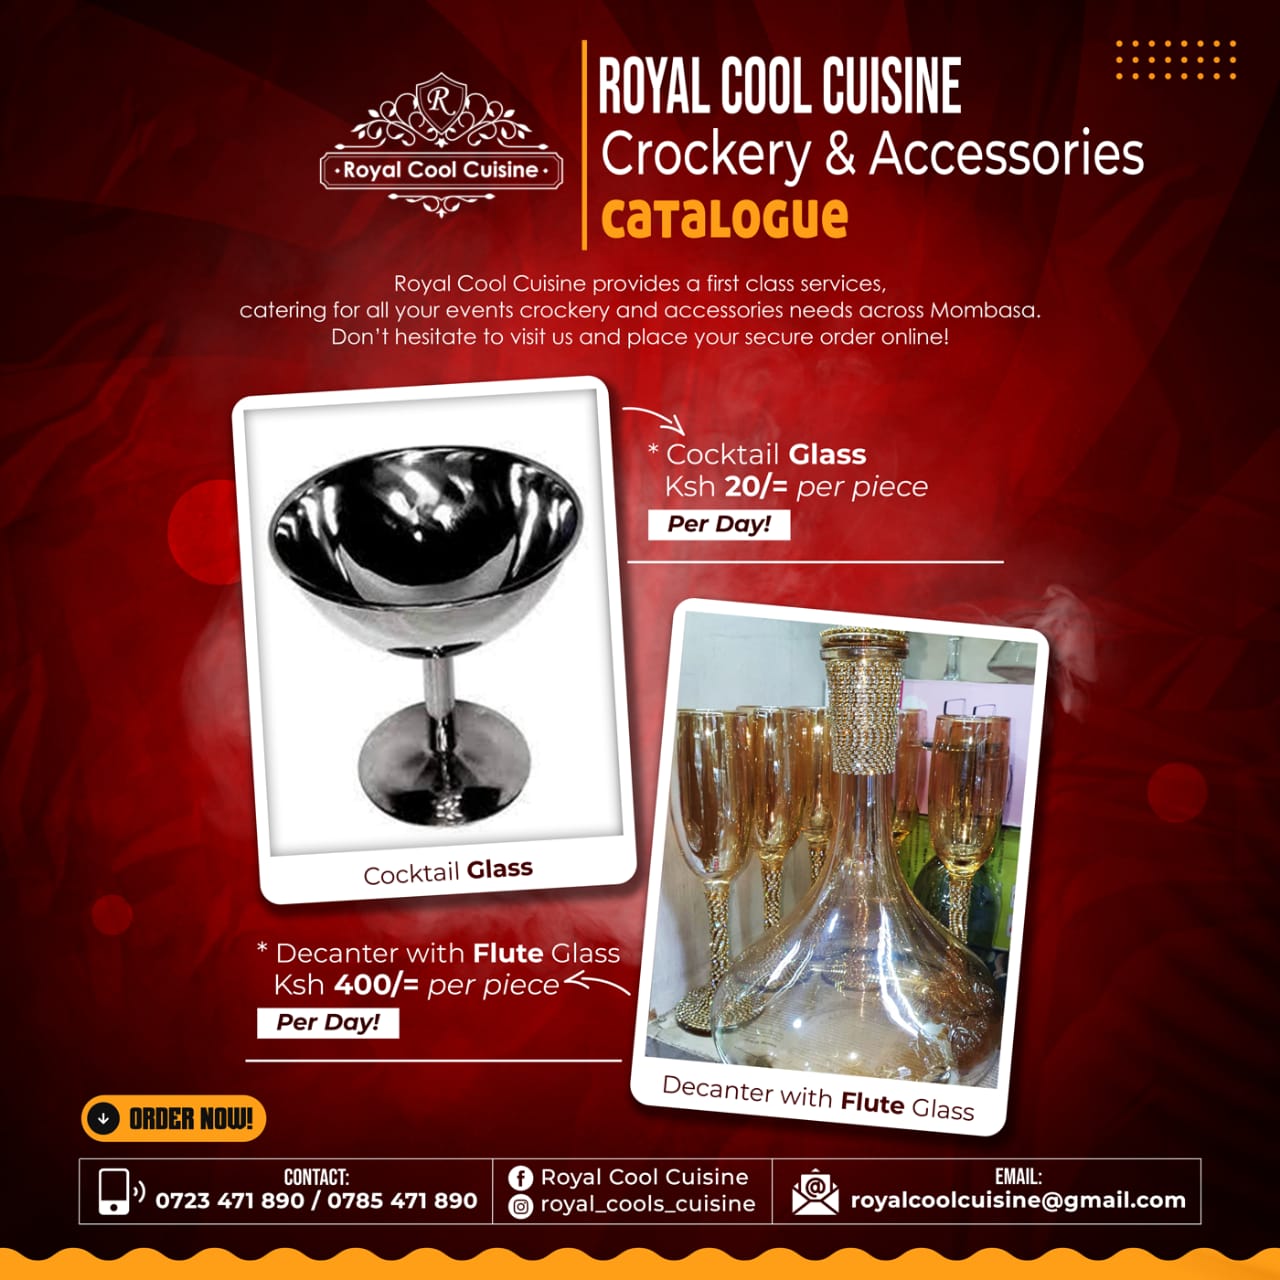 R
· Royal Cool Cuisine ·
ROYAL COOL CUISINE
Crockery & Accessories
CATALOGUE
Royal Cool Cuisine provides a first class services,
catering for all your events crockery and accessories needs across Mombasa.
Don't hesitate to visit us and place your secure order online!
* Cocktail Glass
Ksh 20/= per piece
Per Day!
Cocktail Glass
* Decanter with Flute Glass
Ksh 400/= per piece
Per Day!
Decanter with Flute Glass
ORDER NOW!
CONTACT:
0723 471 890 / 0785 471 890
Royal Cool Cuisine
royal_cools_cuisine
EMAIL:
royalcoolcuisine@gmail.com